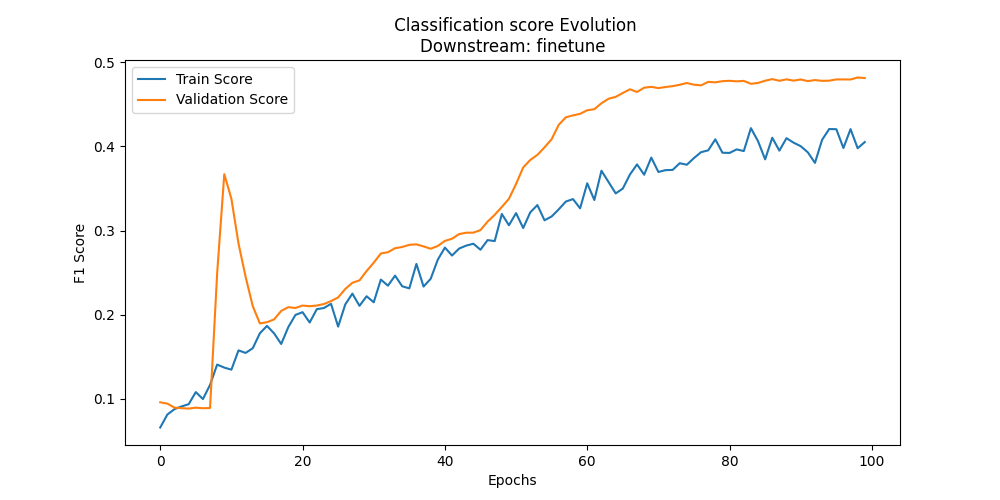 Classification score Evolution
Downstream: finetune
Train Score
Validation Score
F1 Score
0.5
0.4
0.3
0.2
0.1
0 20 40 60 80 100
Epochs